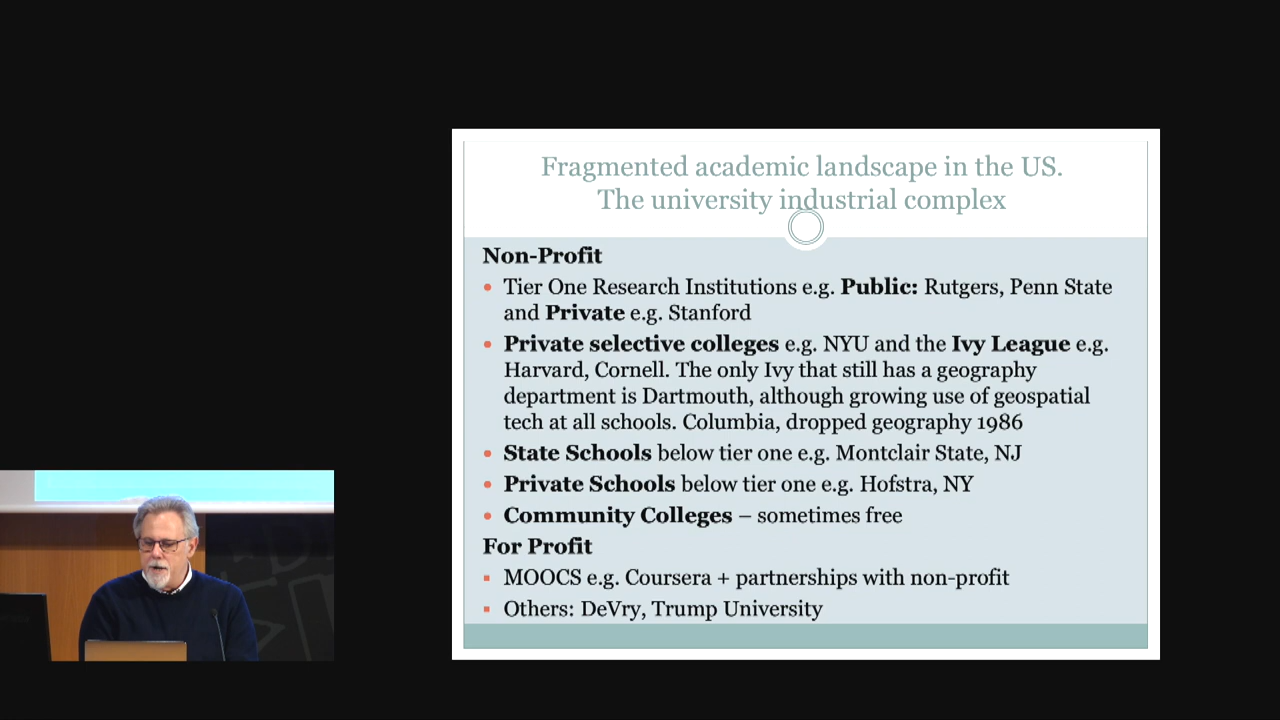 Fragmented academic landscape in the US.
The university industrial complex
Non-Profit
• Tier One Research Institutions e.g. Public: Rutgers, Penn State
and Private e.g. Stanford
• Private selective colleges e.g. NYU and the Ivy League e.g.
Harvard, Cornell. The only Ivy that still has a geography
department is Dartmouth, although growing use of geospatial
tech at all schools. Columbia, dropped geography 1986
• State Schools below tier one e.g. Montclair State, NJ
• Private Schools below tier one e.g. Hofstra, NY
• Community Colleges – sometimes free
For Profit
▪ MOOCS e.g. Coursera + partnerships with non-profit
▪ Others: DeVry, Trump University